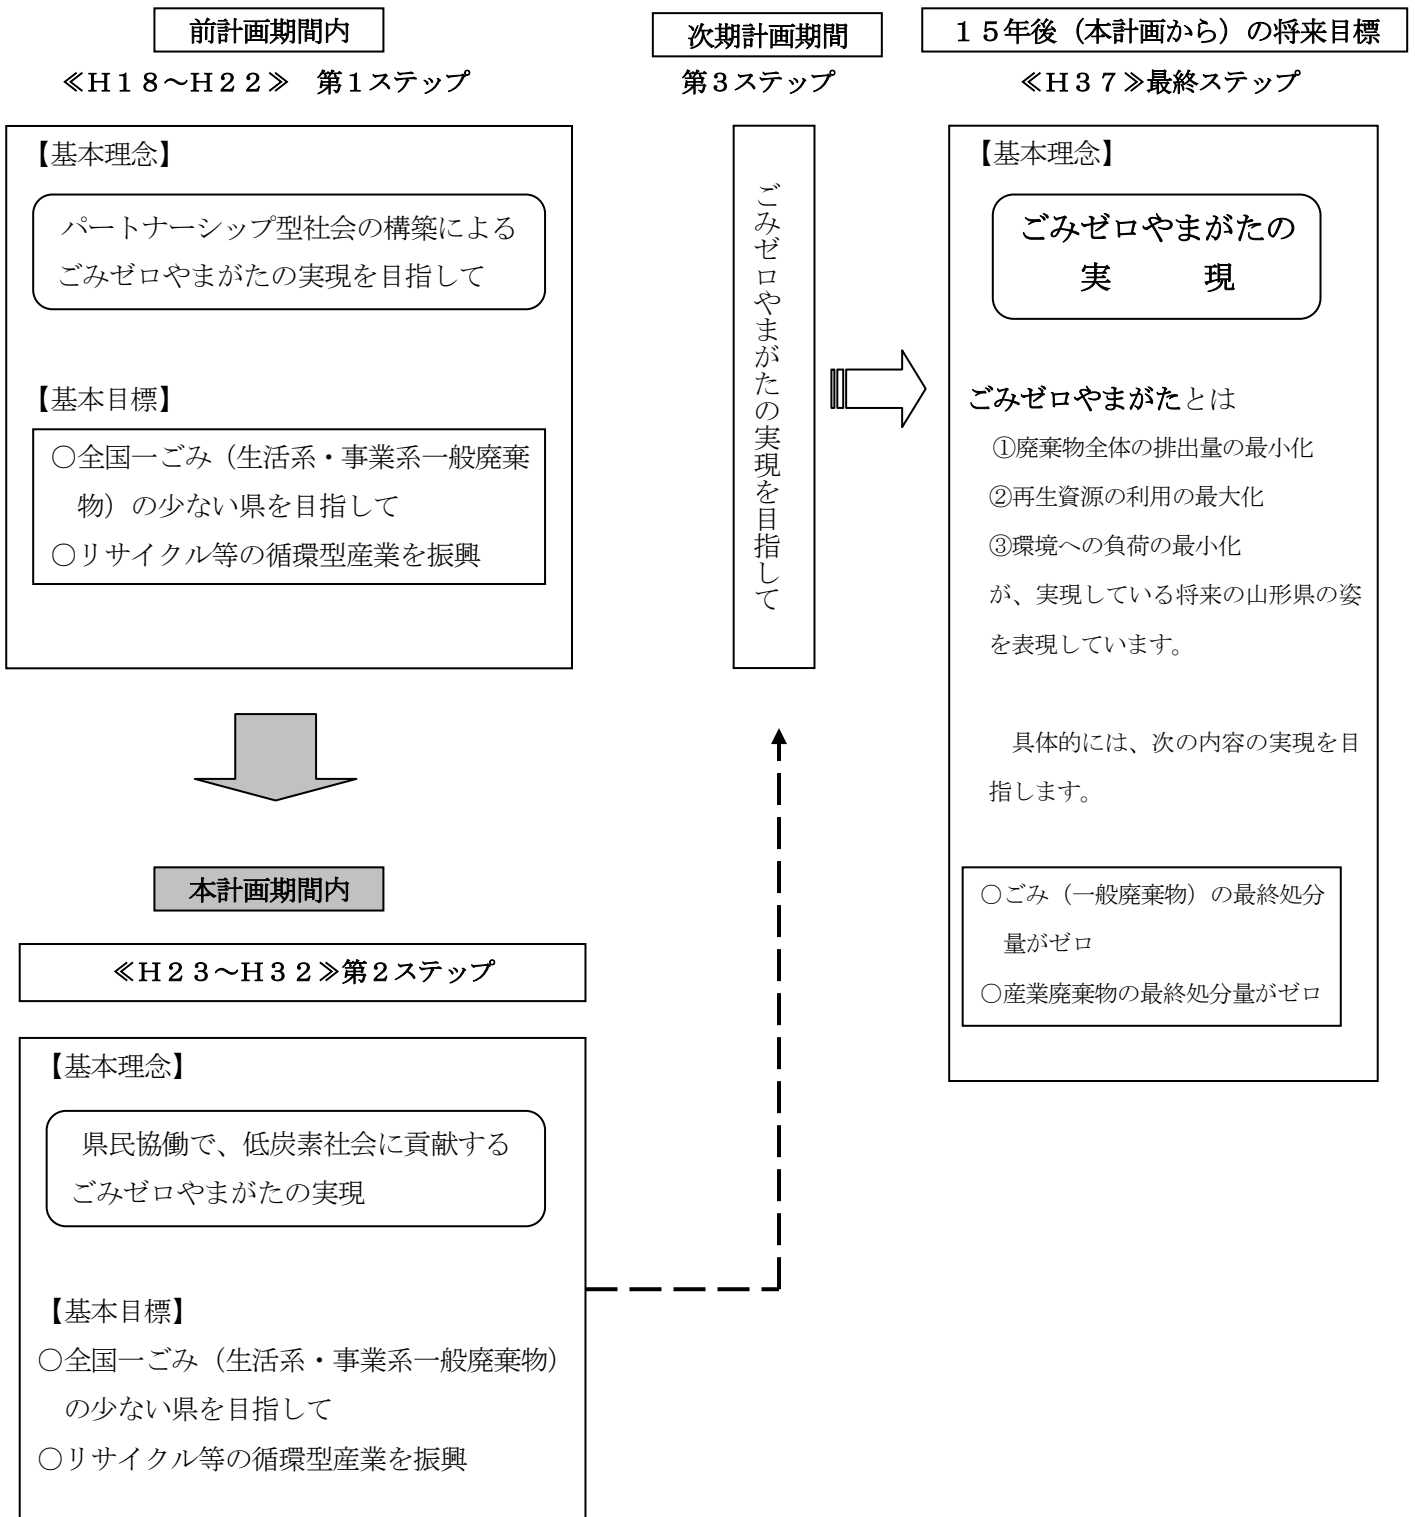 前計画期間内
≪H18～H22≫　第1ステップ
【基本理念】
パートナーシップ型社会の構築による
ごみゼロやまがたの実現を目指して
【基本目標】
○全国一ごみ（生活系・事業系一般廃棄
物）の少ない県を目指して
○リサイクル等の循環型産業を振興
本計画期間内
≪H23～H32≫第2ステップ
【基本理念】
県民協働で、低炭素社会に貢献する
ごみゼロやまがたの実現
【基本目標】
○全国一ごみ（生活系・事業系一般廃棄物）
の少ない県を目指して
○リサイクル等の循環型産業を振興
次期計画期間
第3ステップ
ごみゼロやまがたの実現を目指して
15年後（本計画から）の将来目標
≪H37≫最終ステップ
【基本理念】
ごみゼロやまがたの
実　　　現
ごみゼロやまがたとは
①廃棄物全体の排出量の最小化
②再生資源の利用の最大化
③環境への負荷の最小化
が、実現している将来の山形県の姿
を表現しています。
具体的には、次の内容の実現を目
指します。
○ごみ（一般廃棄物）の最終処分
量がゼロ
○産業廃棄物の最終処分量がゼロ